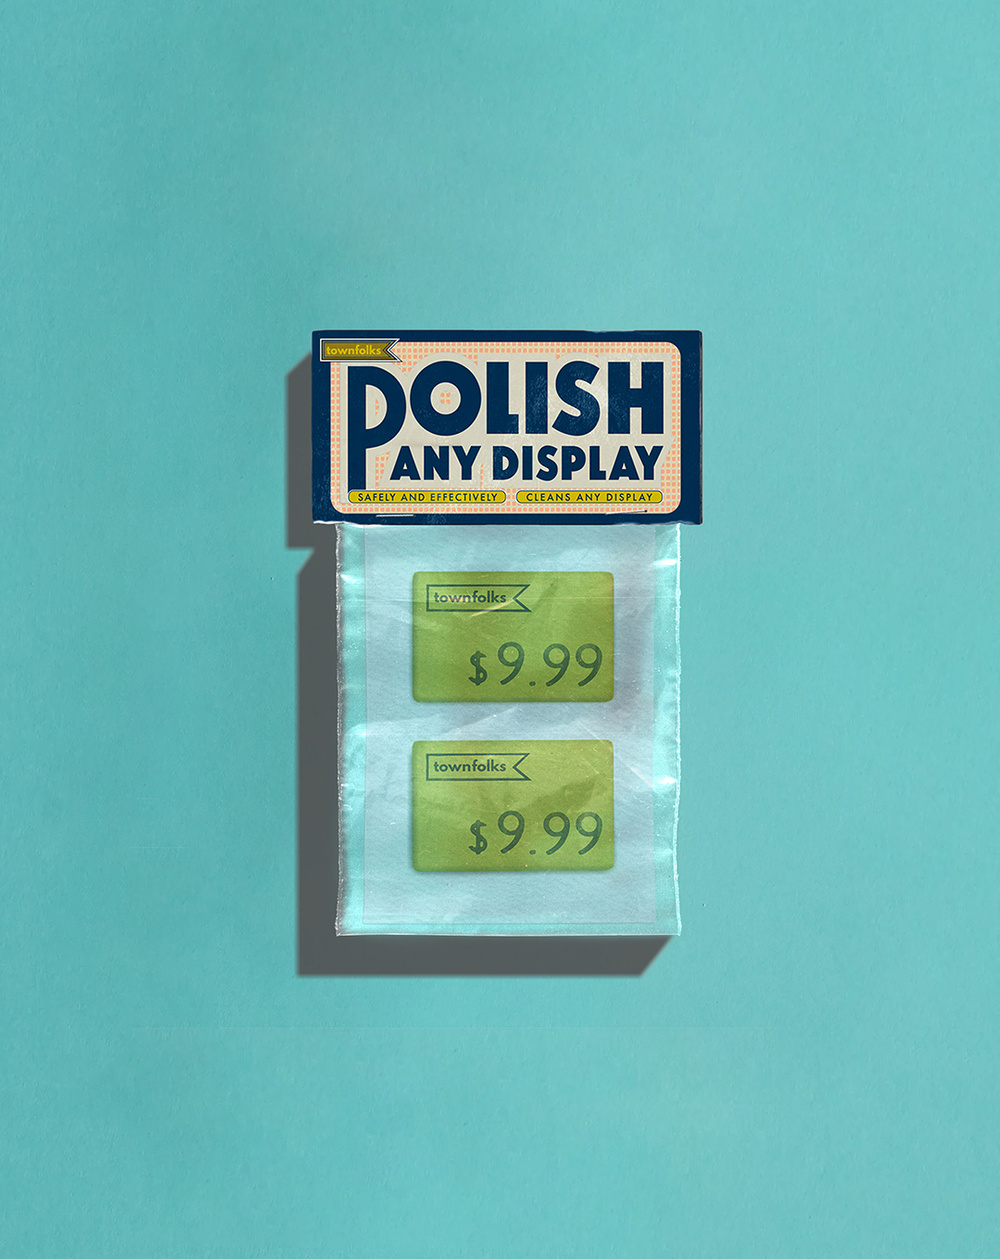 townfolks
POLISH
ANY DISPLAY
SAFELY AND EFFECTIVELY CLEANS ANY DISPLAY
townfolks
$9.99
townfolks
$9.99